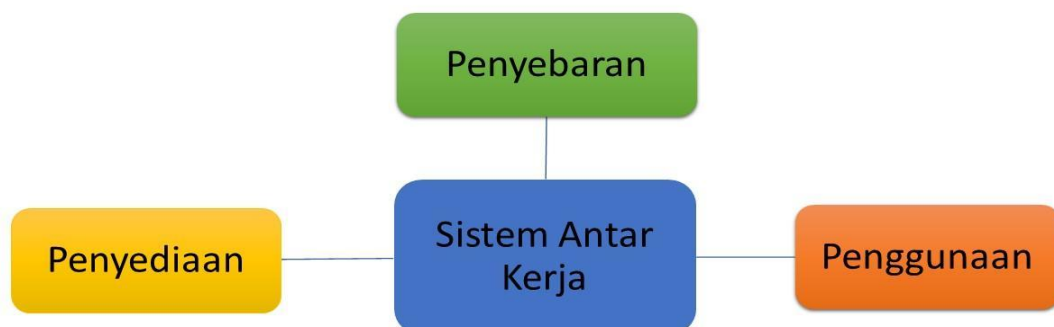 Penyebaran
Penyediaan
Sistem Antar
Kerja
Penggunaan